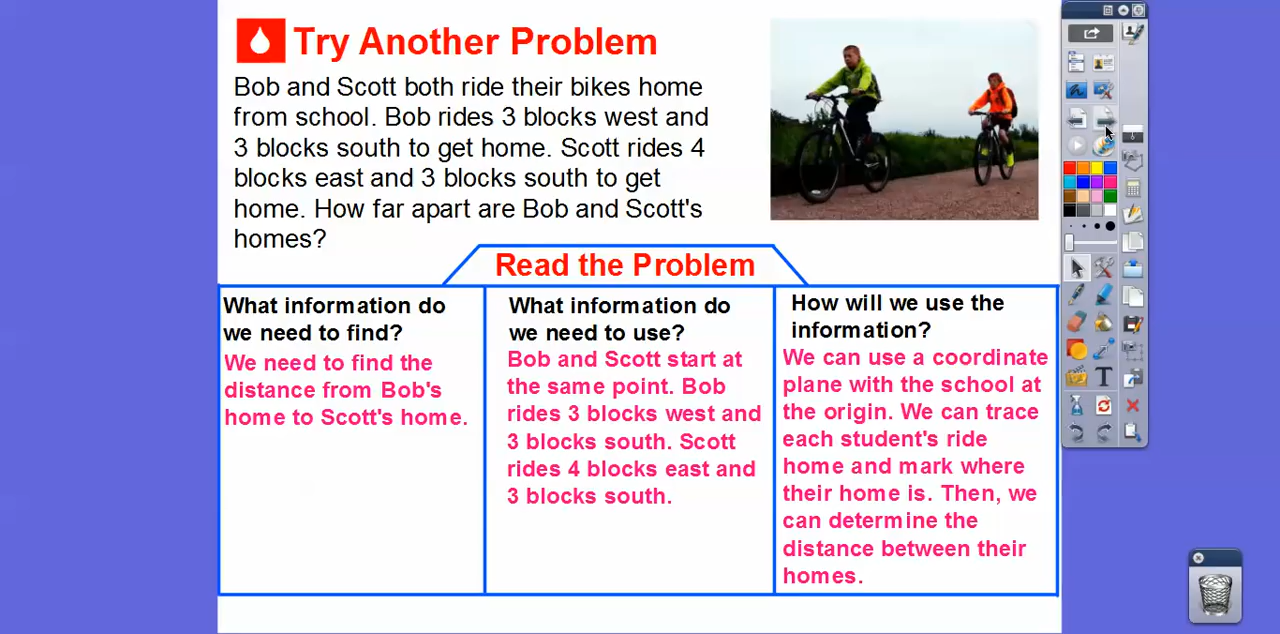 Try Another Problem
Bob and Scott both ride their bikes home
from school. Bob rides 3 blocks west and
3 blocks south to get home. Scott rides 4
blocks east and 3 blocks south to get
home. How far apart are Bob and Scott's
homes?
Read the Problem
What information do
we need to find?
We need to find the
distance from Bob's
home to Scott's home.
What information do
we need to use?
Bob and Scott start at
the same point. Bob
rides 3 blocks west and
3 blocks south. Scott
rides 4 blocks east and
3 blocks south.
How will we use the
information?
We can use a coordinate
plane with the school at
the origin. We can trace
each student's ride
home and mark where
their home is. Then, we
can determine the
distance between their
homes.